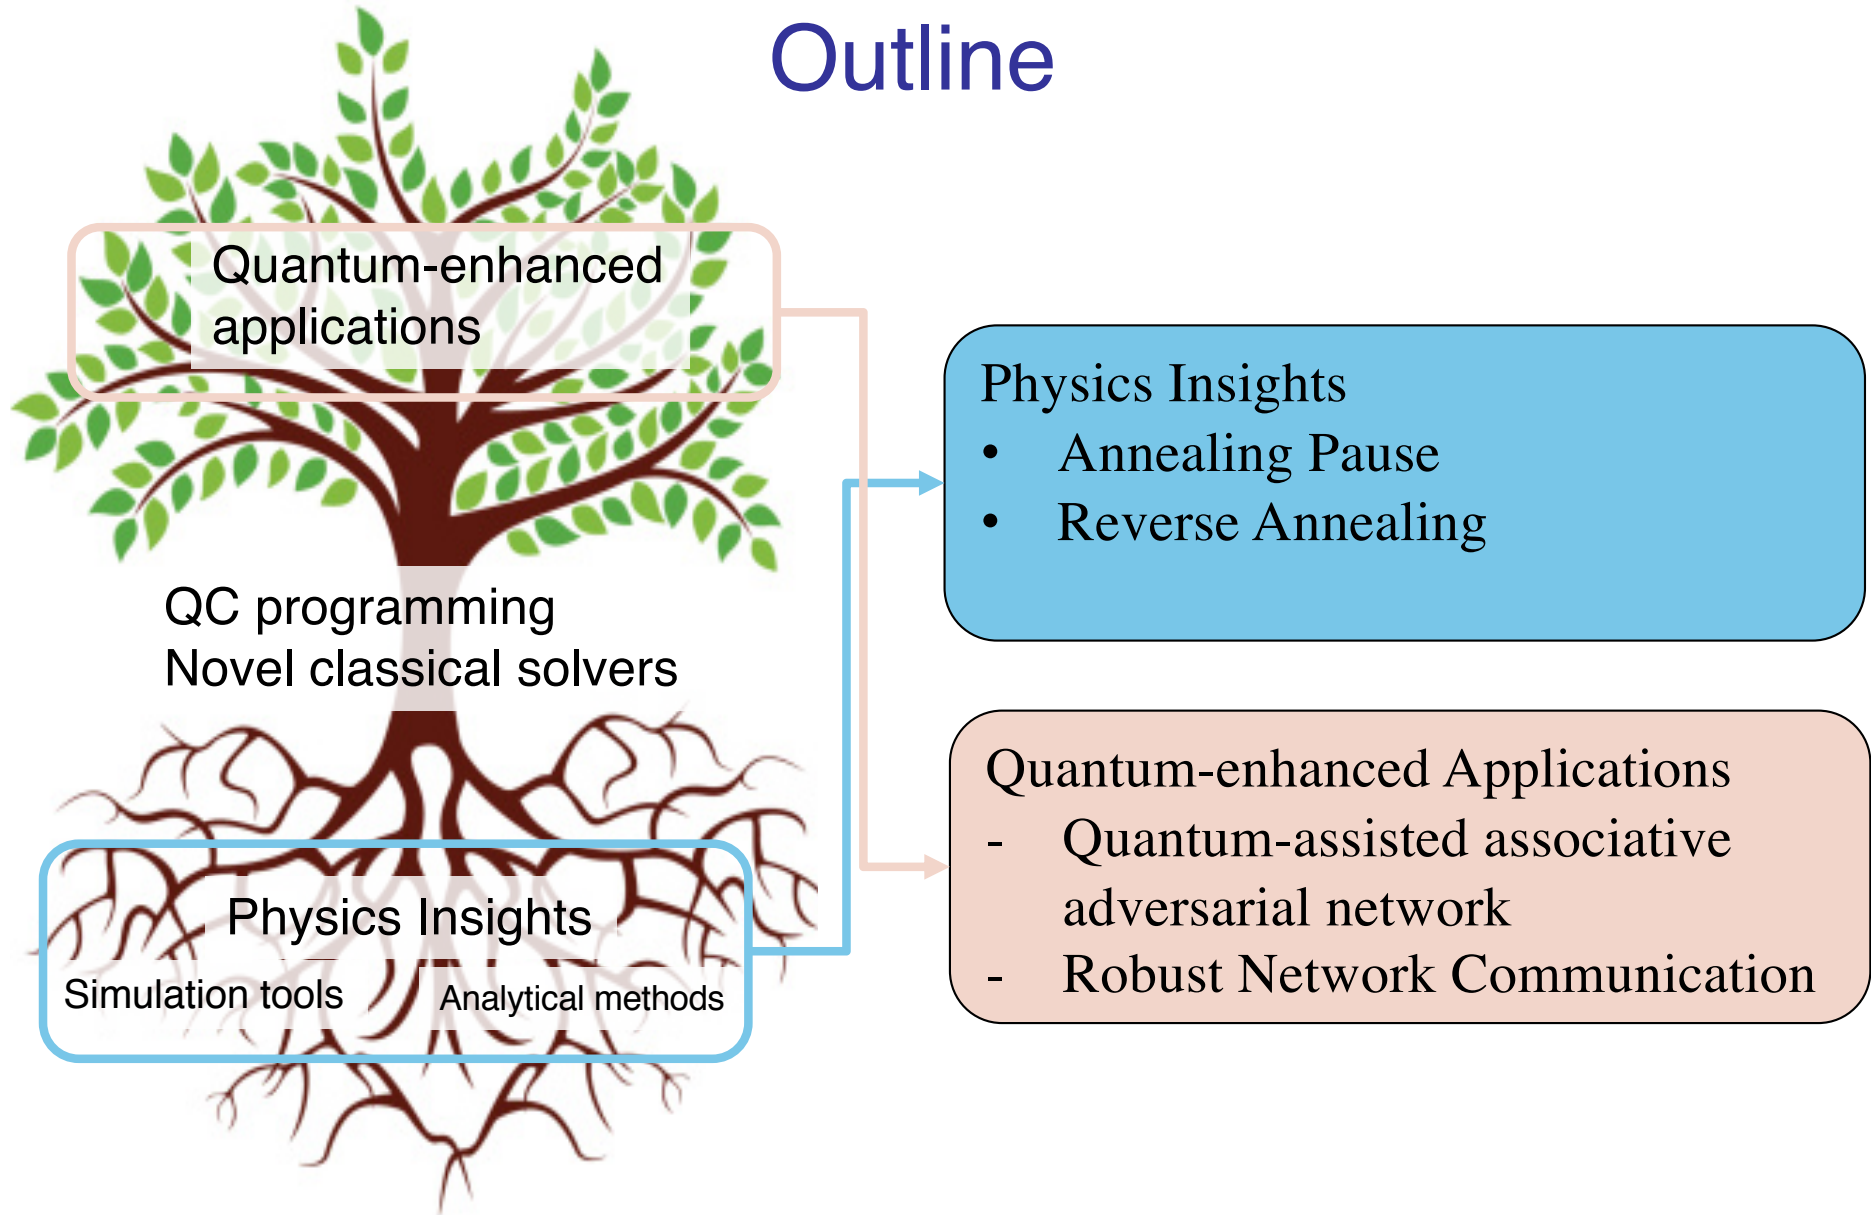 Outline
Quantum-enhanced
applications
QC programming
Novel classical solvers
Physics Insights
Simulation tools
Analytical methods
Physics Insights
• Annealing Pause
• Reverse Annealing
Quantum-enhanced Applications
- Quantum-assisted associative
adversarial network
- Robust Network Communication